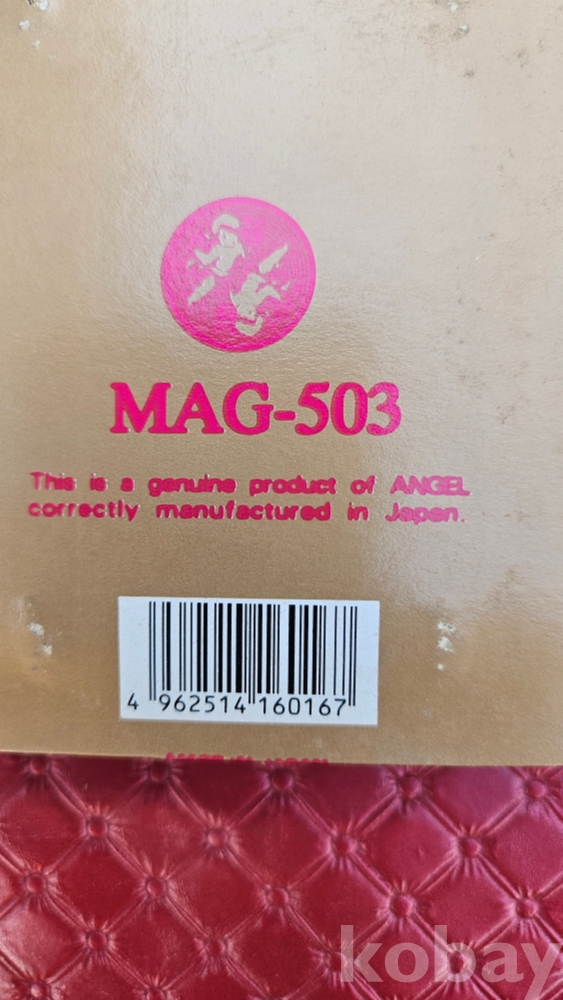 MAG-503
This is a genuine product of ANGEL
correctly manufactured in Japan.
4 962514 160167
kobay